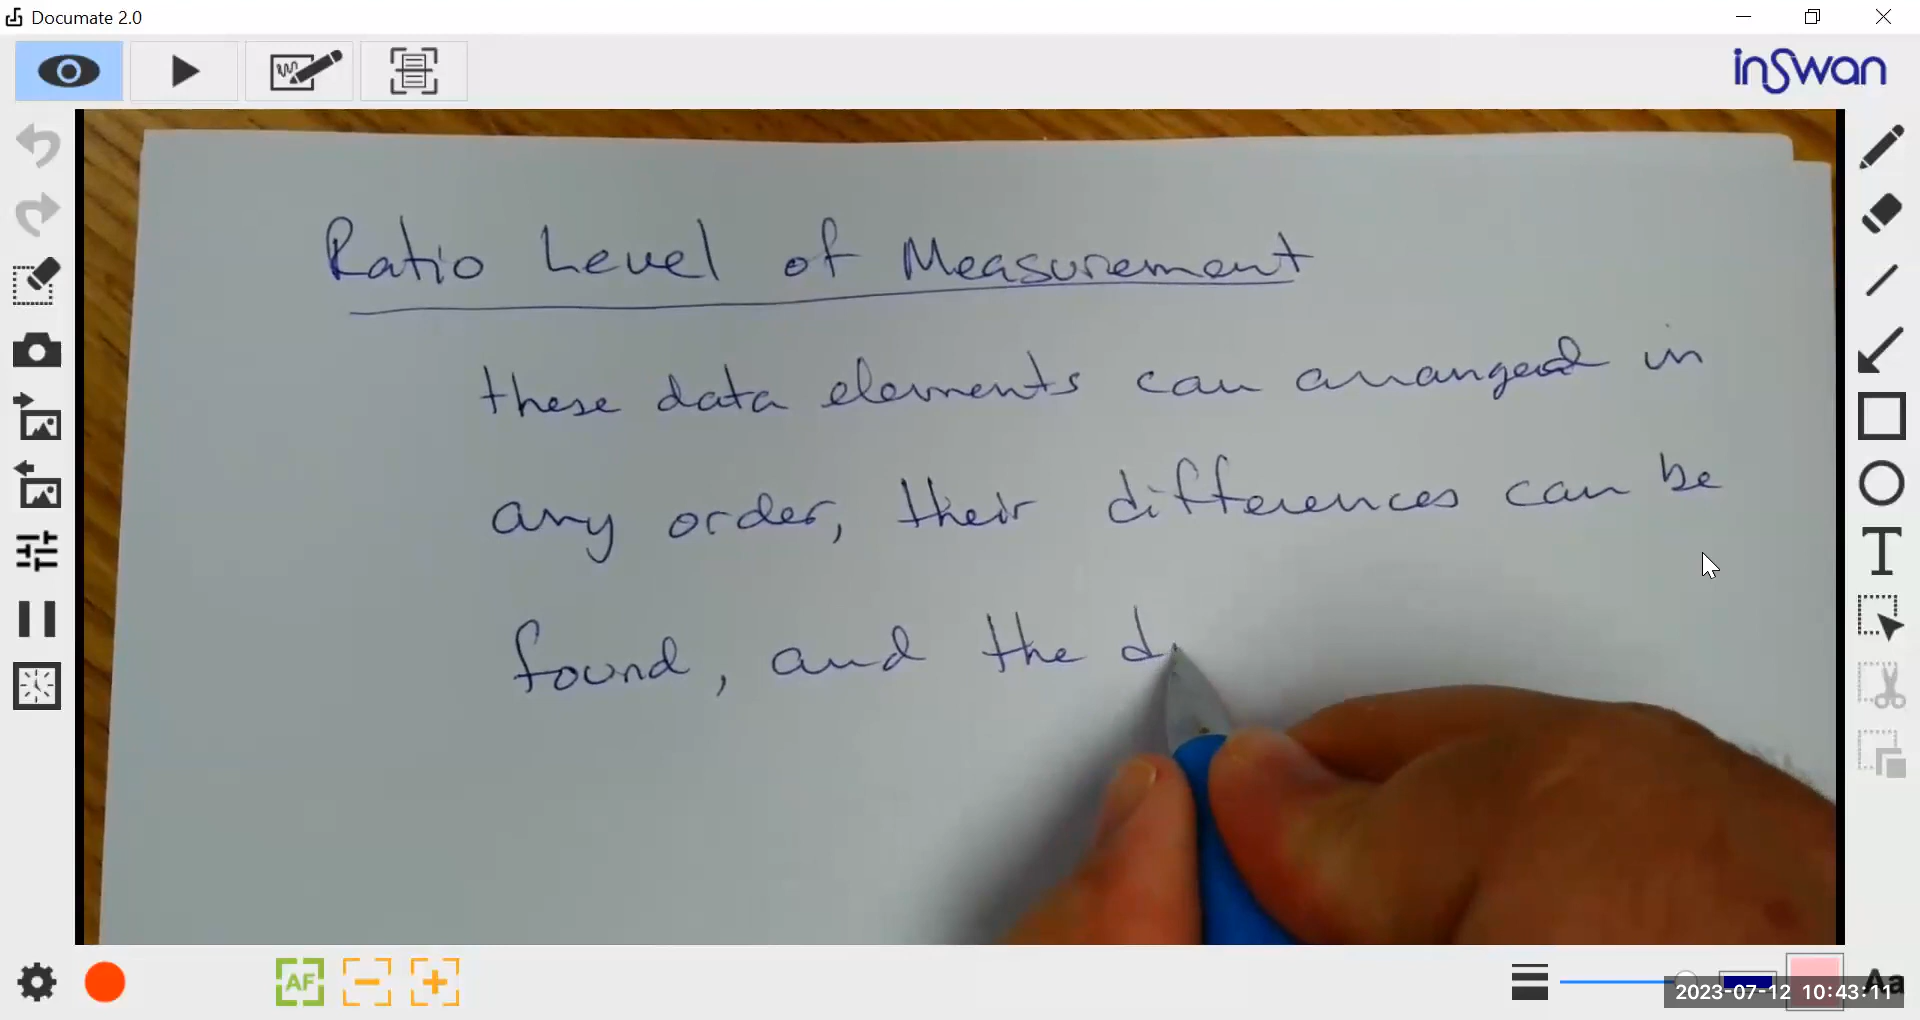 Documate 2.0
inSwan
Ratio Level of Measurement
these data elements can arranged in
any order, their differences can be
found, and the d
AF
Aa
2023-07-12 10:43:11